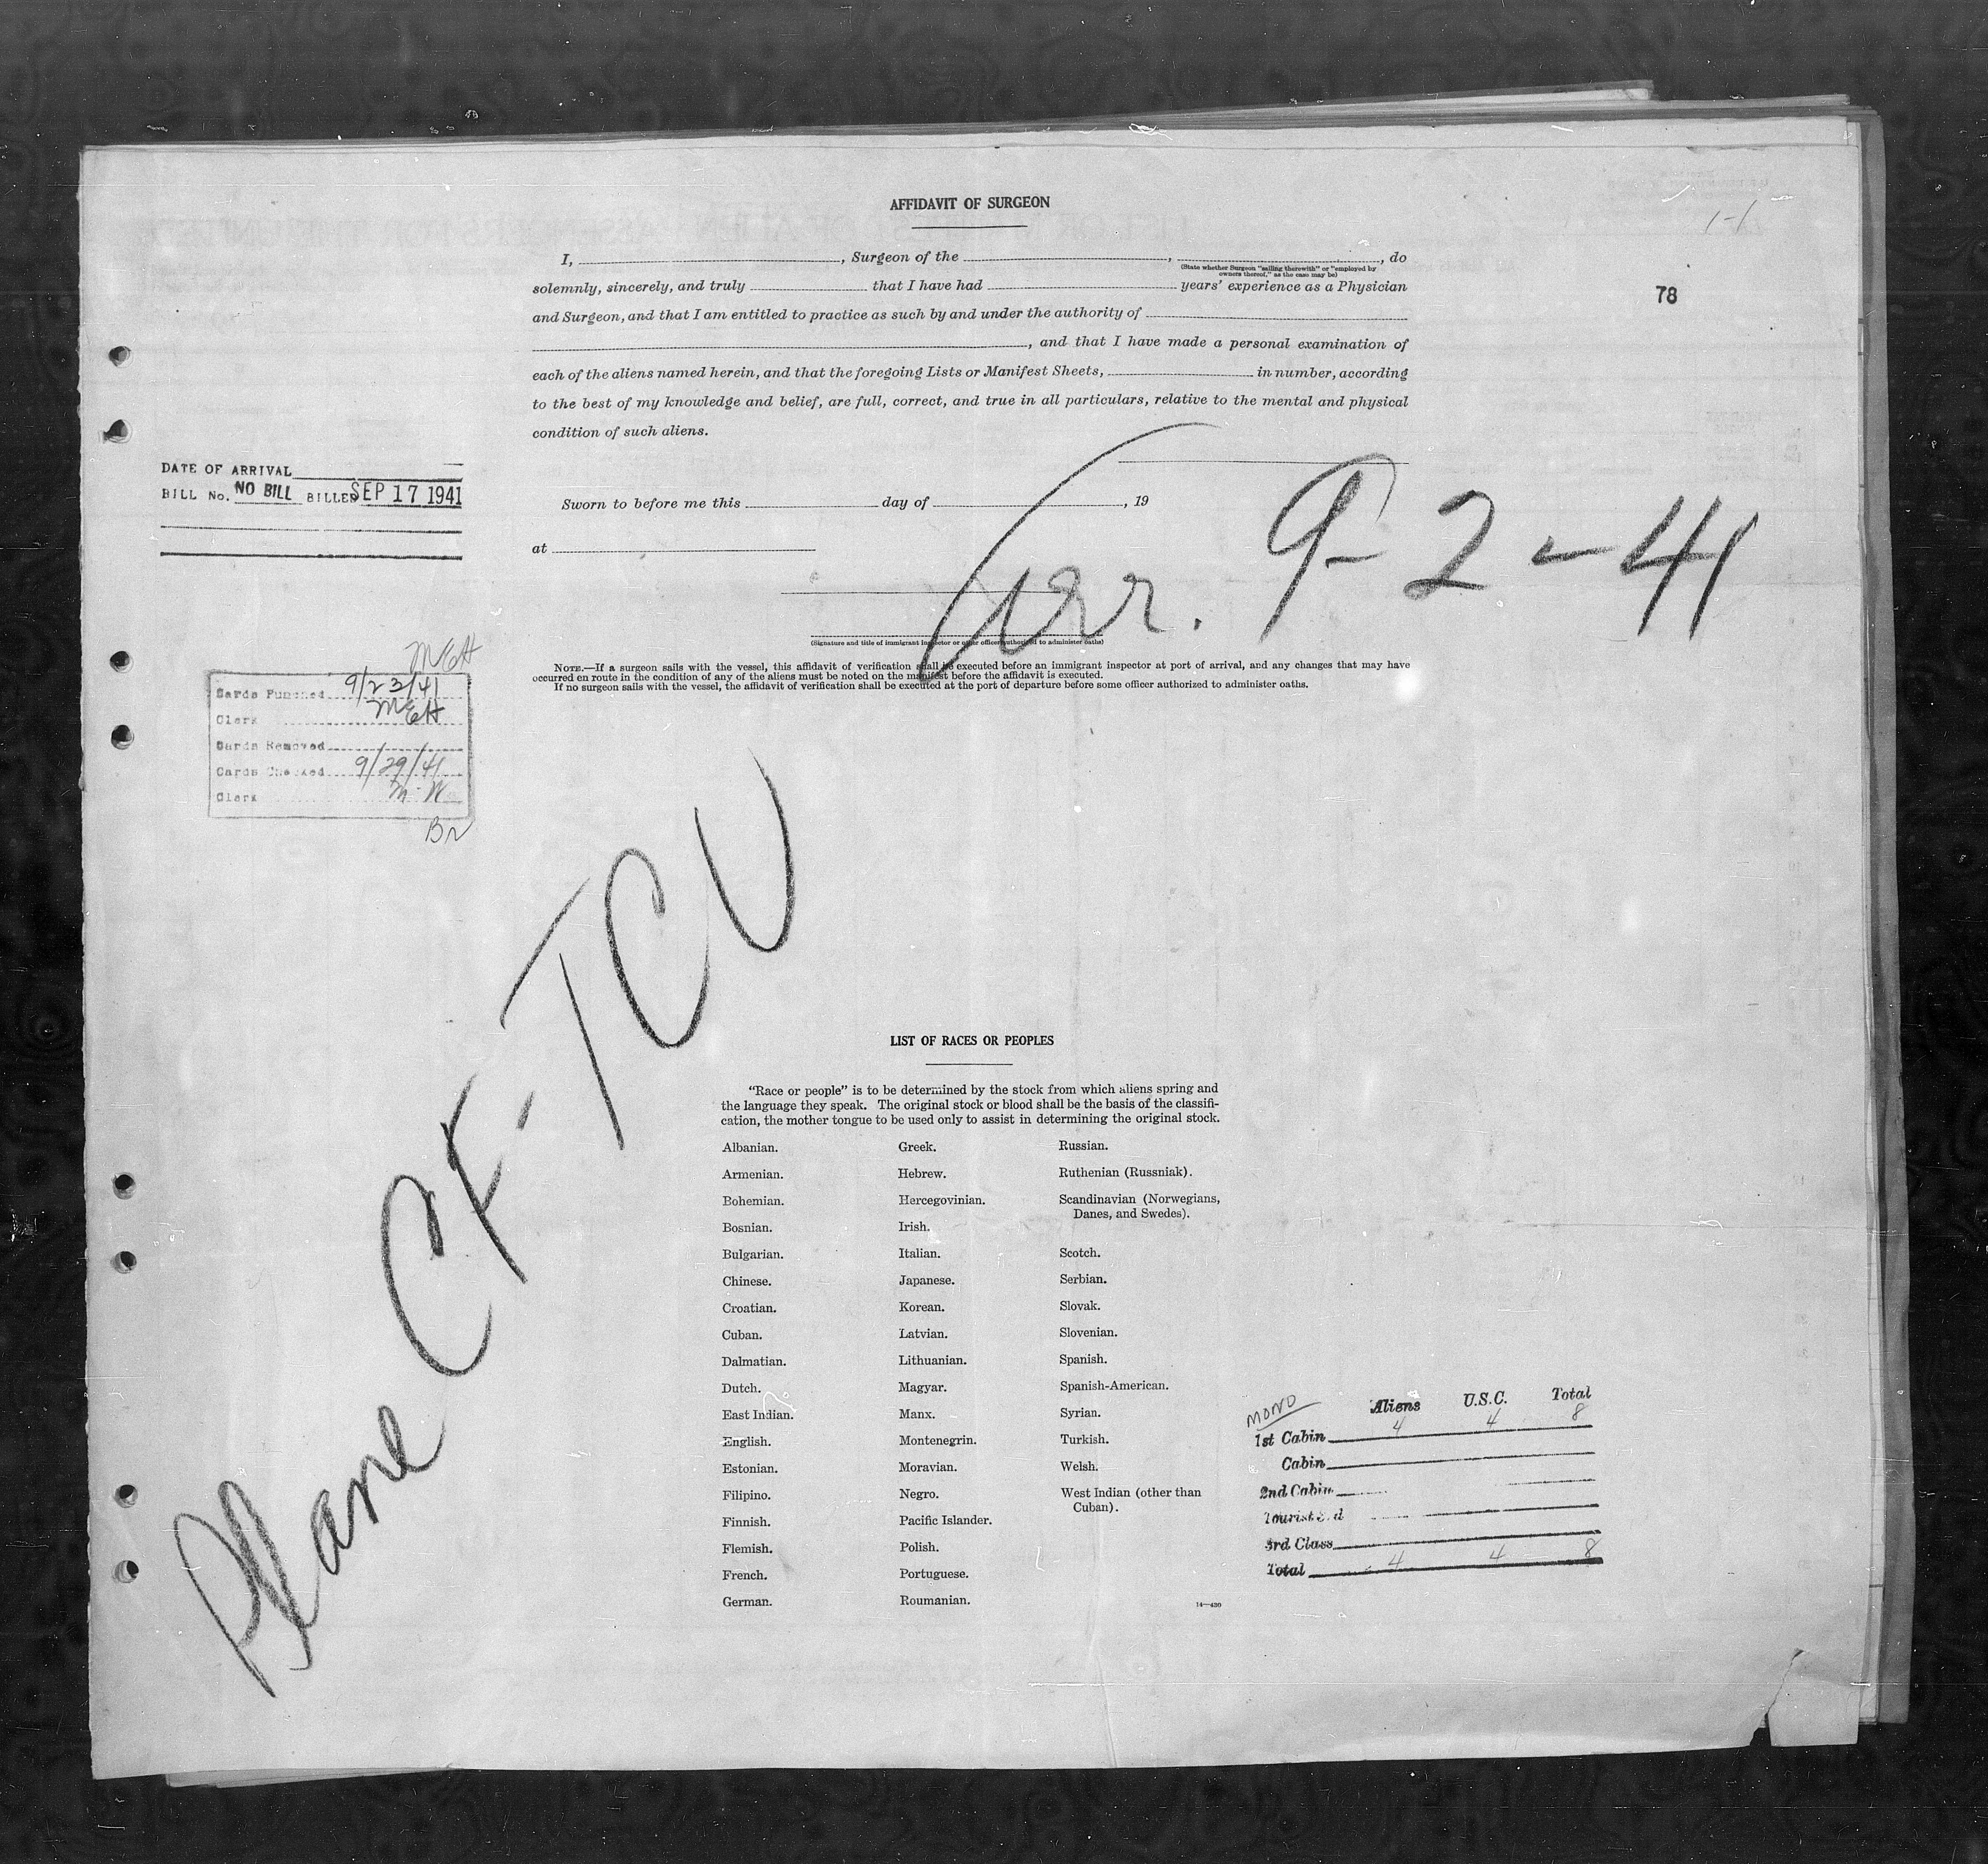 AFFIDAVIT OF SURGEON
1-1
I, , Surgeon of the , , do
(State whether Surgeon "sailing therewith" or "employed by
owners thereof," as the case may be)
solemnly, sincerely, and truly that I have had years' experience as a Physician
78
and Surgeon, and that I am entitled to practice as such by and under the authority of
, and that I have made a personal examination of
each of the aliens named herein, and that the foregoing Lists or Manifest Sheets, in number, according
to the best of my knowledge and belief, are full, correct, and true in all particulars, relative to the mental and physical
condition of such aliens.
DATE OF ARRIVAL
BILL No. NO BILL BILLED SEP 17 1941
Sworn to before me this day of , 19
at
Arr. 9-2-41
(Signature and title of immigrant inspector or other officer authorized to administer oaths)
NOTE.—If a surgeon sails with the vessel, this affidavit of verification shall be executed before an immigrant inspector at port of arrival, and any changes that may have
occurred en route in the condition of any of the aliens must be noted on the manifest before the affidavit is executed.
If no surgeon sails with the vessel, the affidavit of verification shall be executed at the port of departure before some officer authorized to administer oaths.
MEH
Cards Punched 9/23/41
Clerk MEH
Cards Removed
Cards Checked 9/29/41
Clerk M-W
Br
Plane CF-TCU
LIST OF RACES OR PEOPLES
"Race or people" is to be determined by the stock from which aliens spring and
the language they speak. The original stock or blood shall be the basis of the classifi-
cation, the mother tongue to be used only to assist in determining the original stock.
Albanian.
Armenian.
Bohemian.
Bosnian.
Bulgarian.
Chinese.
Croatian.
Cuban.
Dalmatian.
Dutch.
East Indian.
English.
Estonian.
Filipino.
Finnish.
Flemish.
French.
German.
Greek.
Hebrew.
Hercegovinian.
Irish.
Italian.
Japanese.
Korean.
Latvian.
Lithuanian.
Magyar.
Manx.
Montenegrin.
Moravian.
Negro.
Pacific Islander.
Polish.
Portuguese.
Roumanian.
Russian.
Ruthenian (Russniak).
Scandinavian (Norwegians,
Danes, and Swedes).
Scotch.
Serbian.
Slovak.
Slovenian.
Spanish.
Spanish-American.
Syrian.
Turkish.
Welsh.
West Indian (other than
Cuban).
14—430
MONO Aliens U.S.C. Total
1st Cabin 4 4 8
Cabin
2nd Cabin
Tourist 3rd
3rd Class
Total 4 4 8